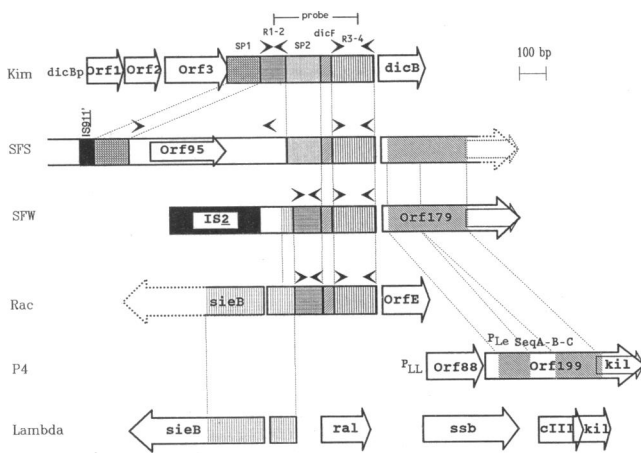 probe
R1-2 dicF R3-4
SP1 SP2
Kim dicBp Orf1 Orf2 Orf3 dicB 100 bp
IS911'
SFS Orf95
SFW IS2 Orf179
Rac sieB OrfE
PLe SeqA-B-C
P4 PLL Orf88 Orf199 kil
Lambda sieB ral ssb cIII kil